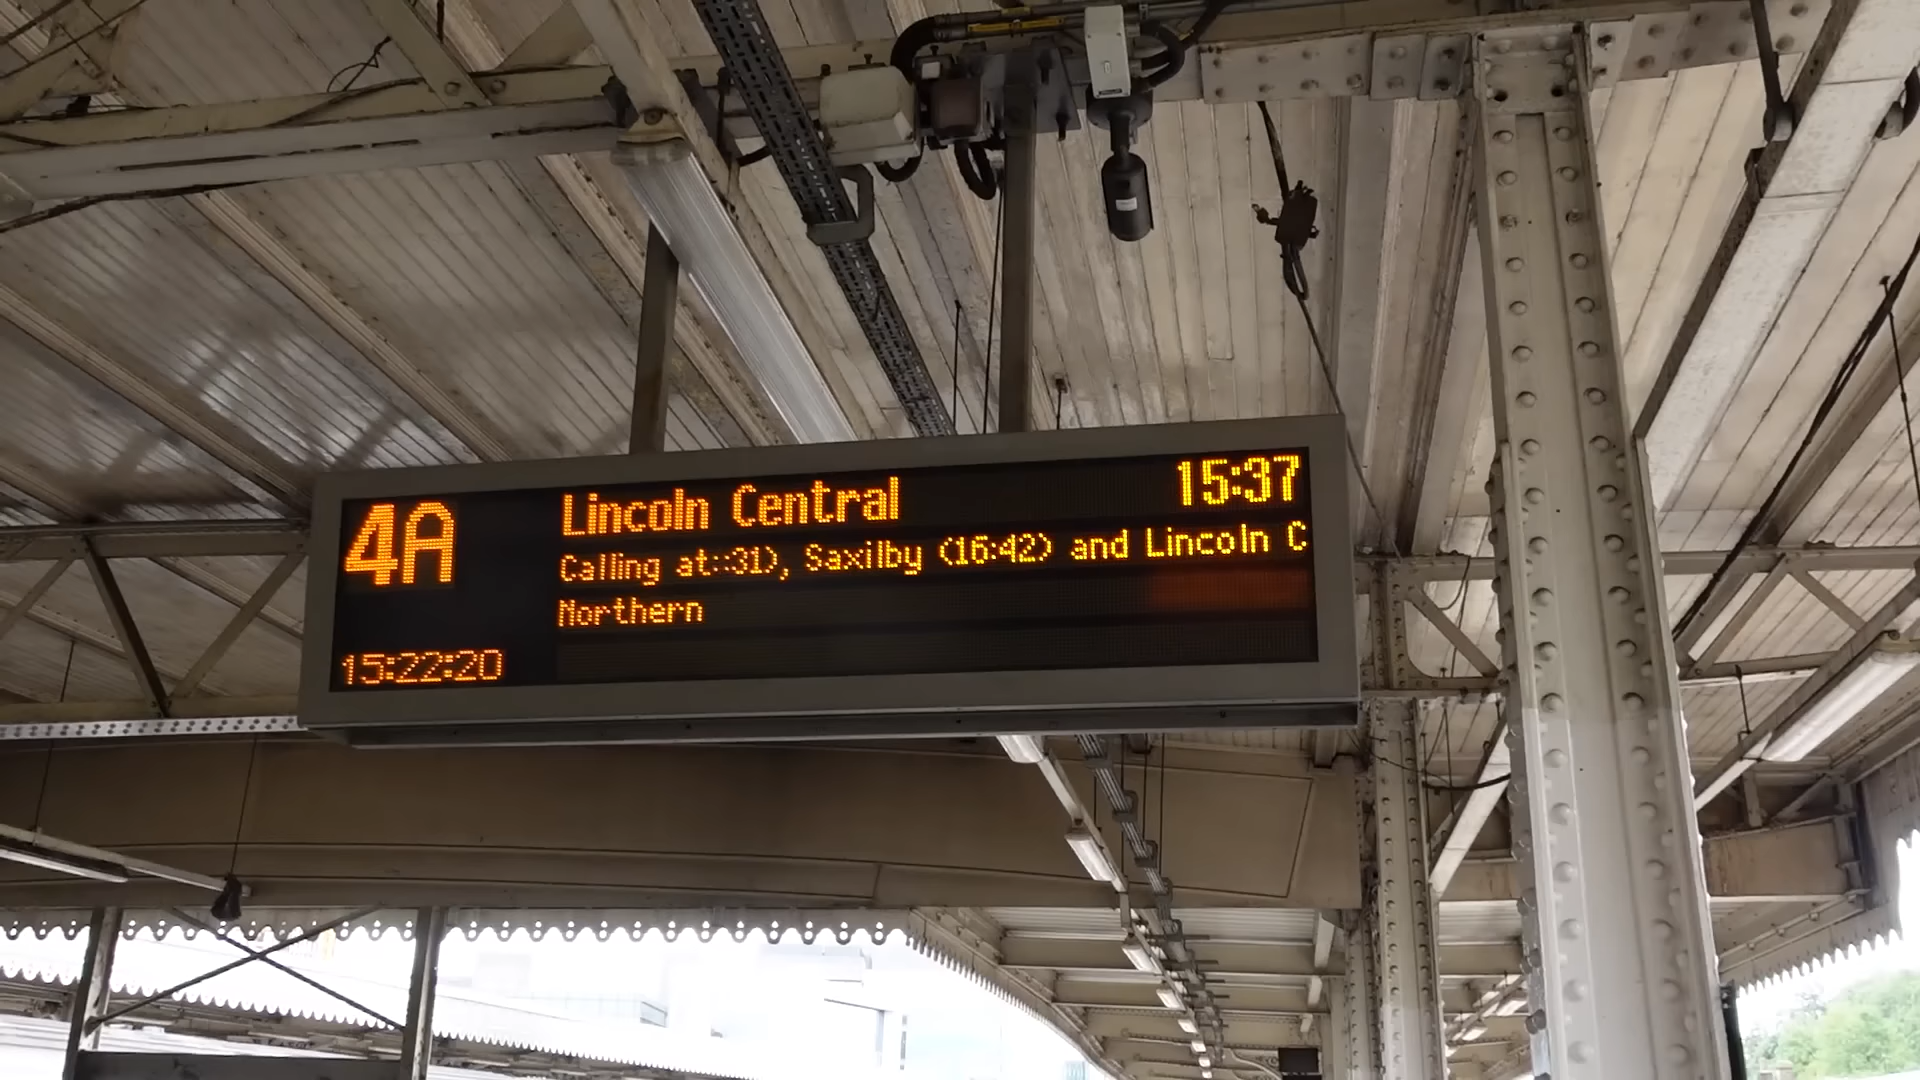 4A
Lincoln Central 15:37
Calling at::31), Saxilby (16:42) and Lincoln C
Northern
15:22:20